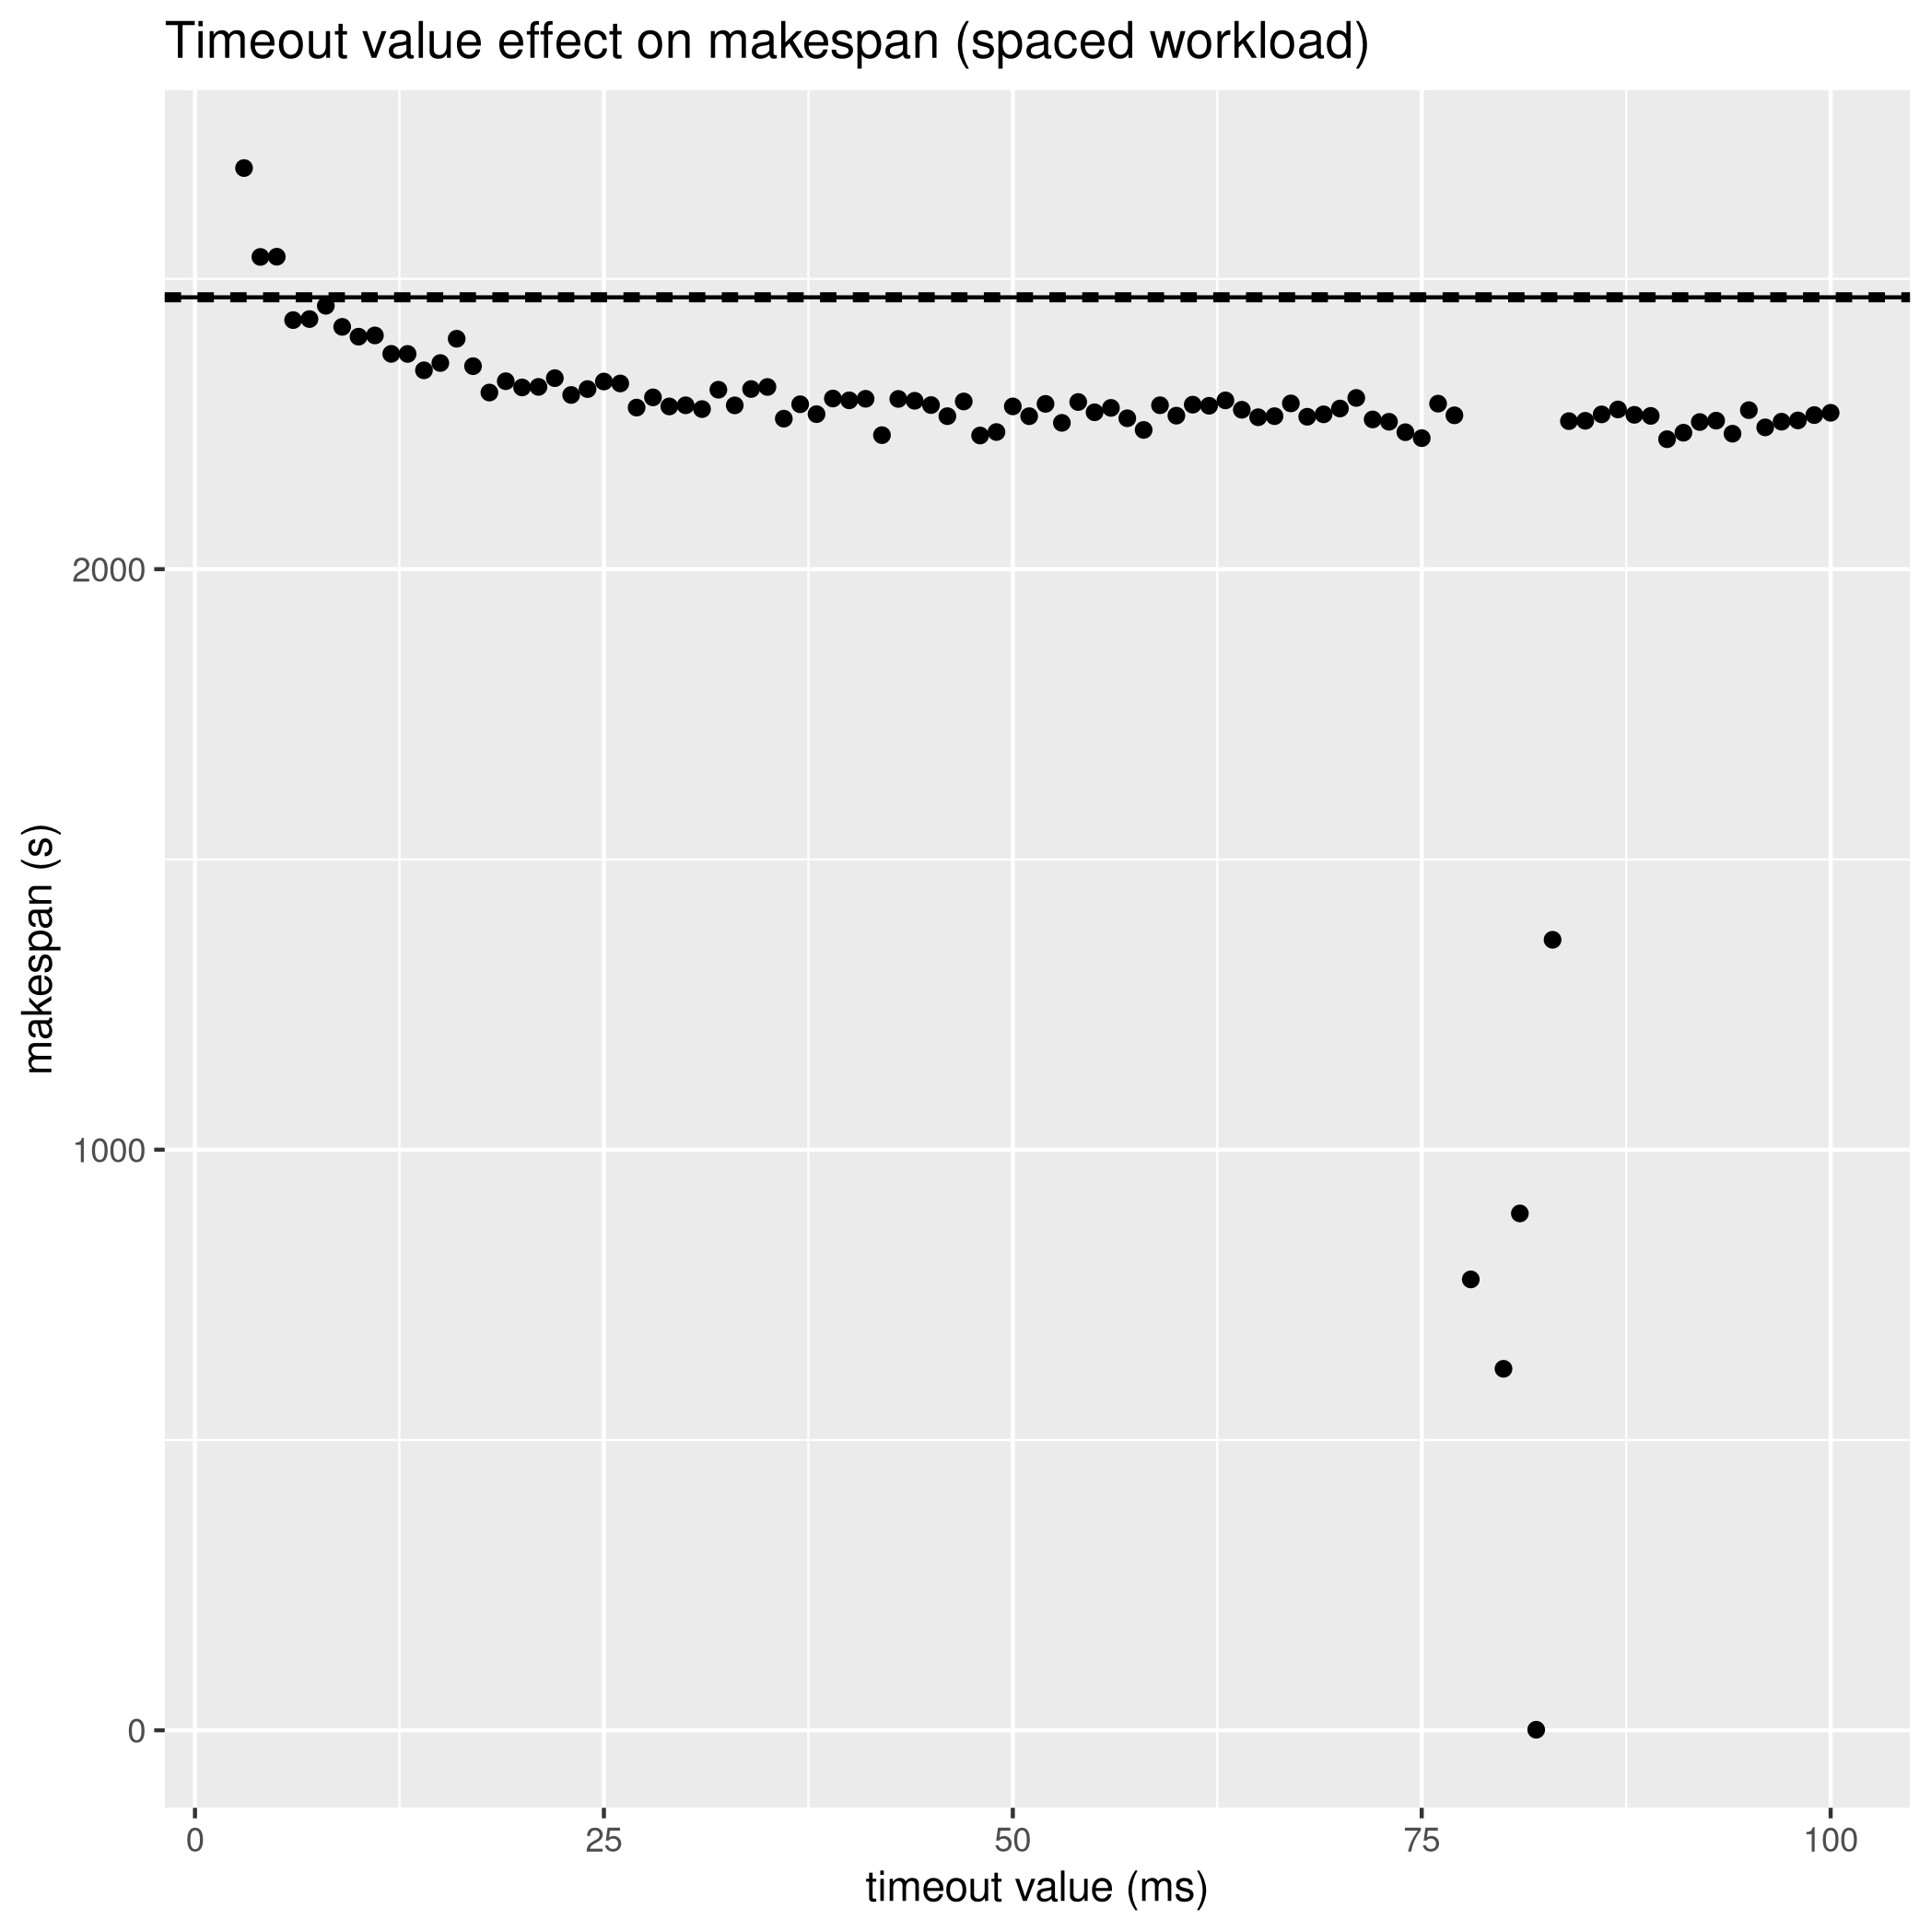 Timeout value effect on makespan (spaced workload)
makespan (s)
2000
1000
0
0 25 50 75 100
timeout value (ms)